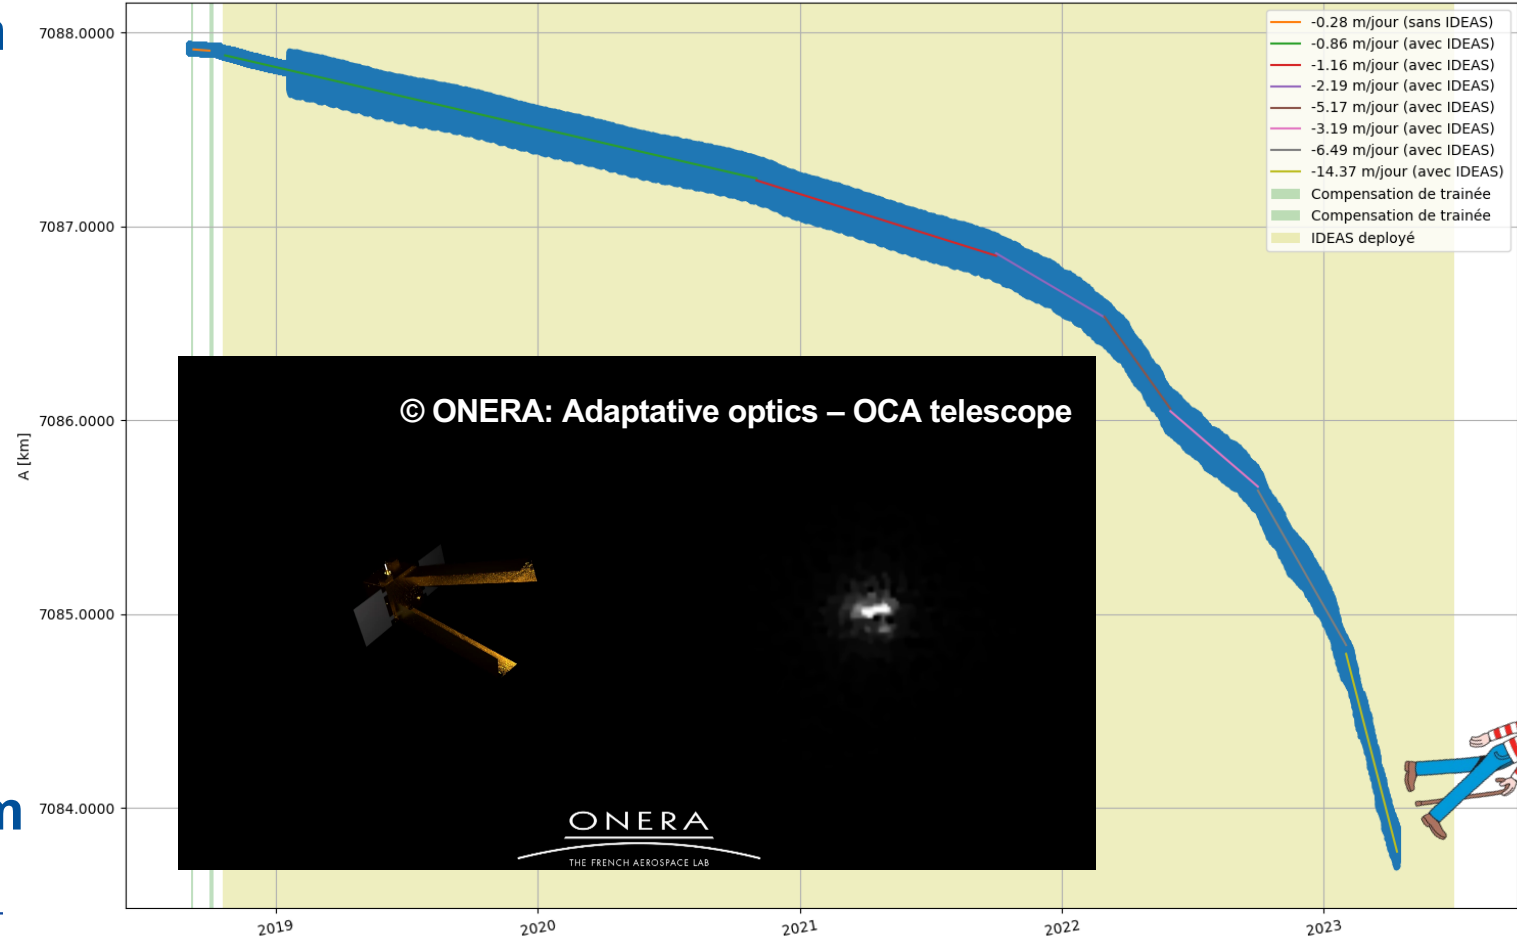 7088.0000
7087.0000
7086.0000
7085.0000
7084.0000
A [km]
-0.28 m/jour (sans IDEAS)
-0.86 m/jour (avec IDEAS)
-1.16 m/jour (avec IDEAS)
-2.19 m/jour (avec IDEAS)
-5.17 m/jour (avec IDEAS)
-3.19 m/jour (avec IDEAS)
-6.49 m/jour (avec IDEAS)
-14.37 m/jour (avec IDEAS)
Compensation de trainée
Compensation de trainée
IDEAS deployé
© ONERA: Adaptative optics – OCA telescope
ONERA
THE FRENCH AEROSPACE LAB
2019
2020
2021
2022
2023